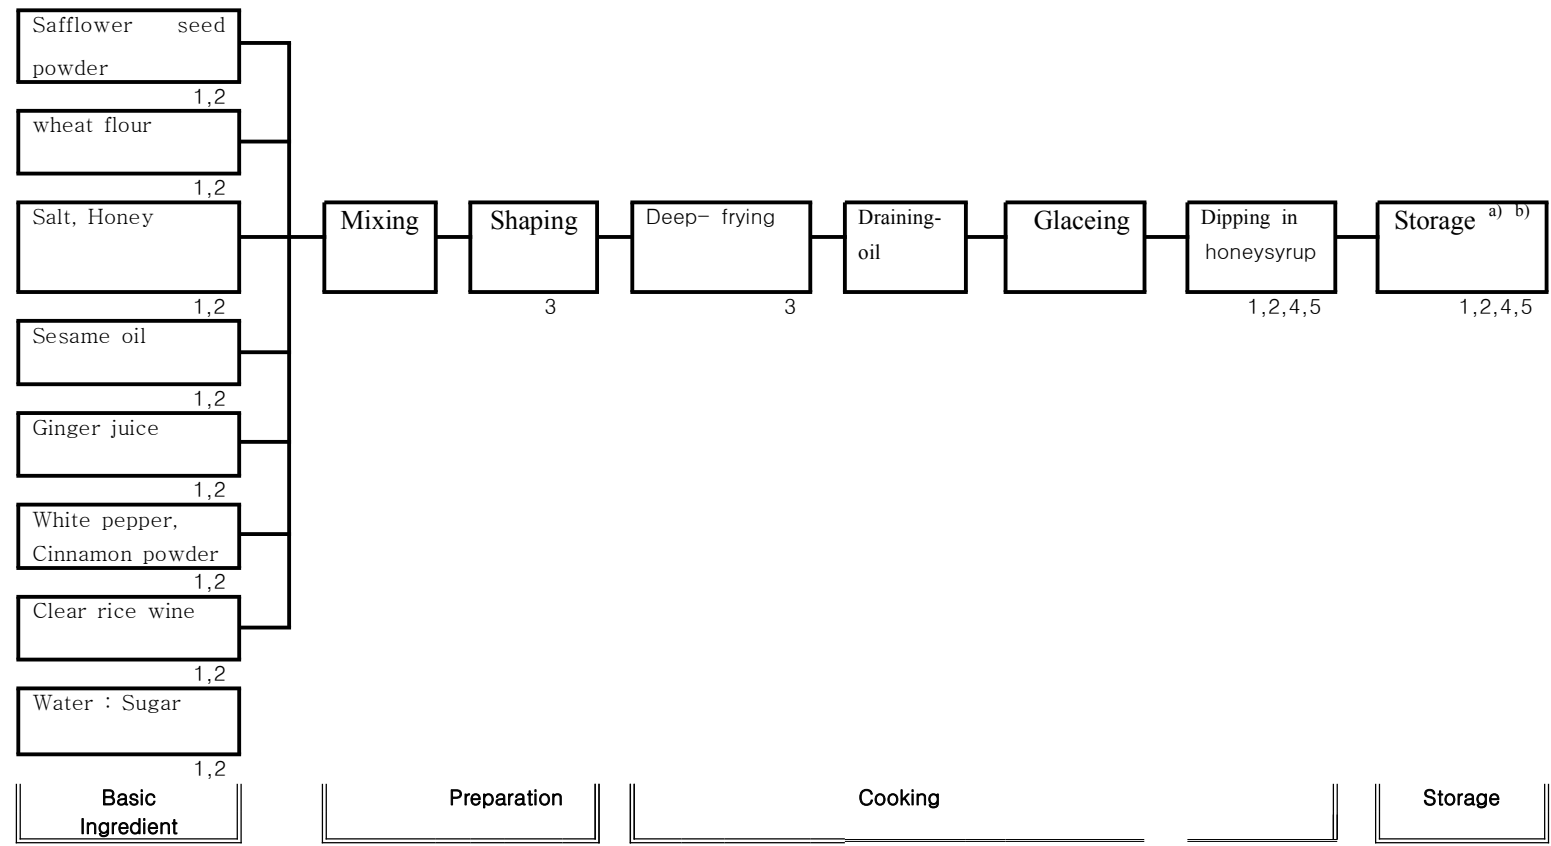 Safflower seed
powder
1,2
wheat flour
1,2
Salt, Honey
1,2
Sesame oil
1,2
Ginger juice
1,2
White pepper,
Cinnamon powder
1,2
Clear rice wine
1,2
Water : Sugar
1,2
Mixing
Shaping
3
Deep- frying
3
Draining-
oil
Glaceing
Dipping in
honeysyrup
1,2,4,5
Storage a) b)
1,2,4,5
Basic
Ingredient
Preparation
Cooking
Storage